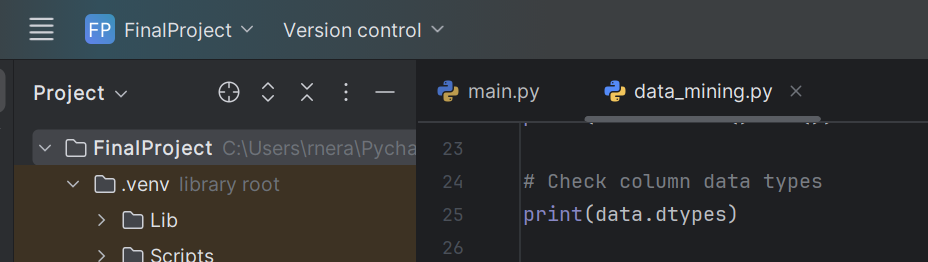 FP FinalProject Version control
Project
main.py data_mining.py
FinalProject C:\Users\rnera\Pycha
.venv library root
Lib
Scripts
23
24 # Check column data types
25 print(data.dtypes)
26